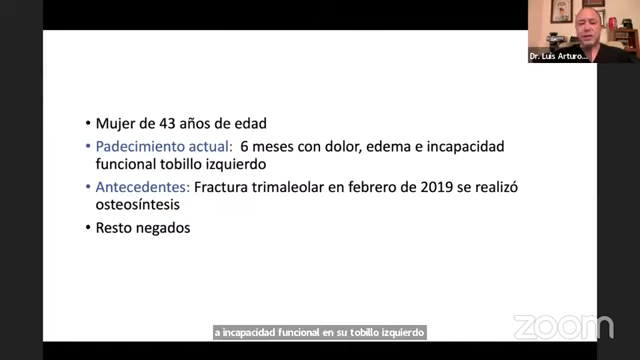 Dr. Luis Arturo...
• Mujer de 43 años de edad
• Padecimiento actual: 6 meses con dolor, edema e incapacidad
funcional tobillo izquierdo
• Antecedentes: Fractura trimaleolar en febrero de 2019 se realizó
osteosíntesis
• Resto negados
a incapacidad funcional en su tobillo izquierdo
zoom